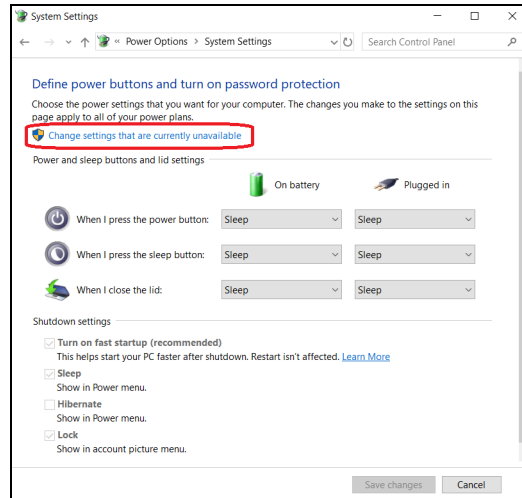 System Settings
« Power Options > System Settings
Search Control Panel
Define power buttons and turn on password protection
Choose the power settings that you want for your computer. The changes you make to the settings on this
page apply to all of your power plans.
Change settings that are currently unavailable
Power and sleep buttons and lid settings
On battery Plugged in
When I press the power button: Sleep Sleep
When I press the sleep button: Sleep Sleep
When I close the lid: Sleep Sleep
Shutdown settings
Turn on fast startup (recommended)
This helps start your PC faster after shutdown. Restart isn't affected. Learn More
Sleep
Show in Power menu.
Hibernate
Show in Power menu.
Lock
Show in account picture menu.
Save changes Cancel